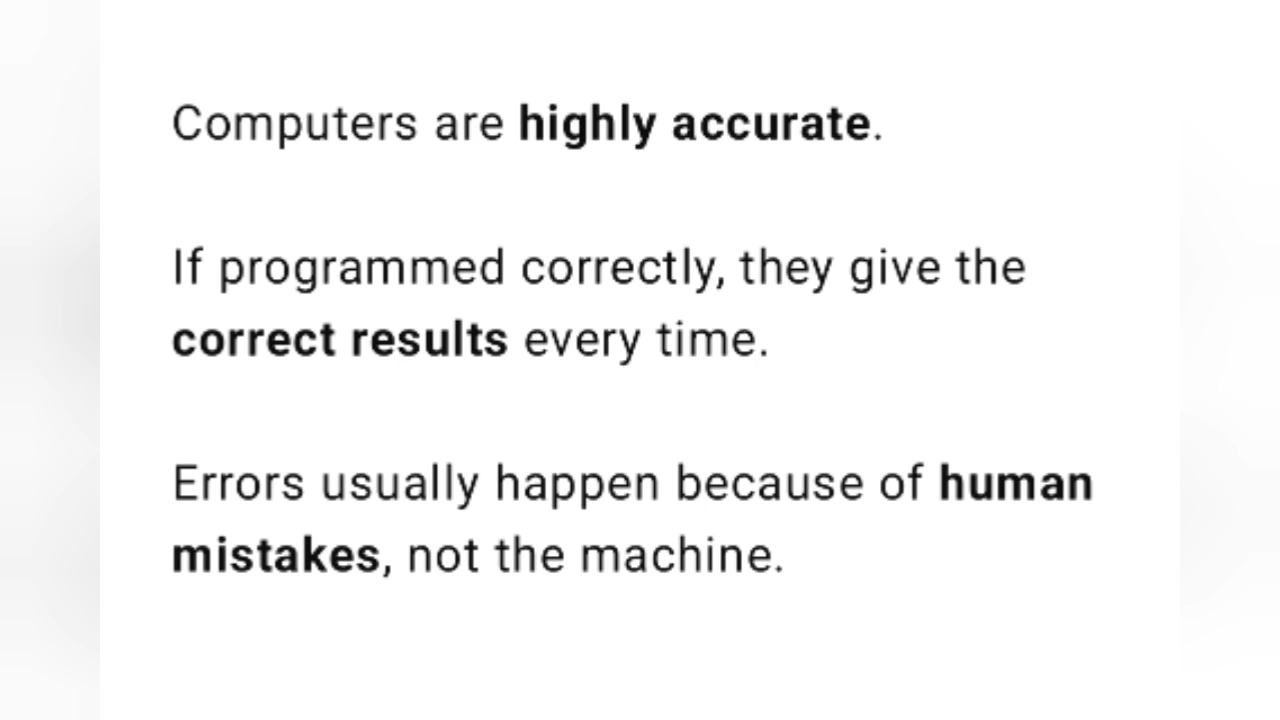 Computers are highly accurate.
If programmed correctly, they give the
correct results every time.
Errors usually happen because of human
mistakes, not the machine.